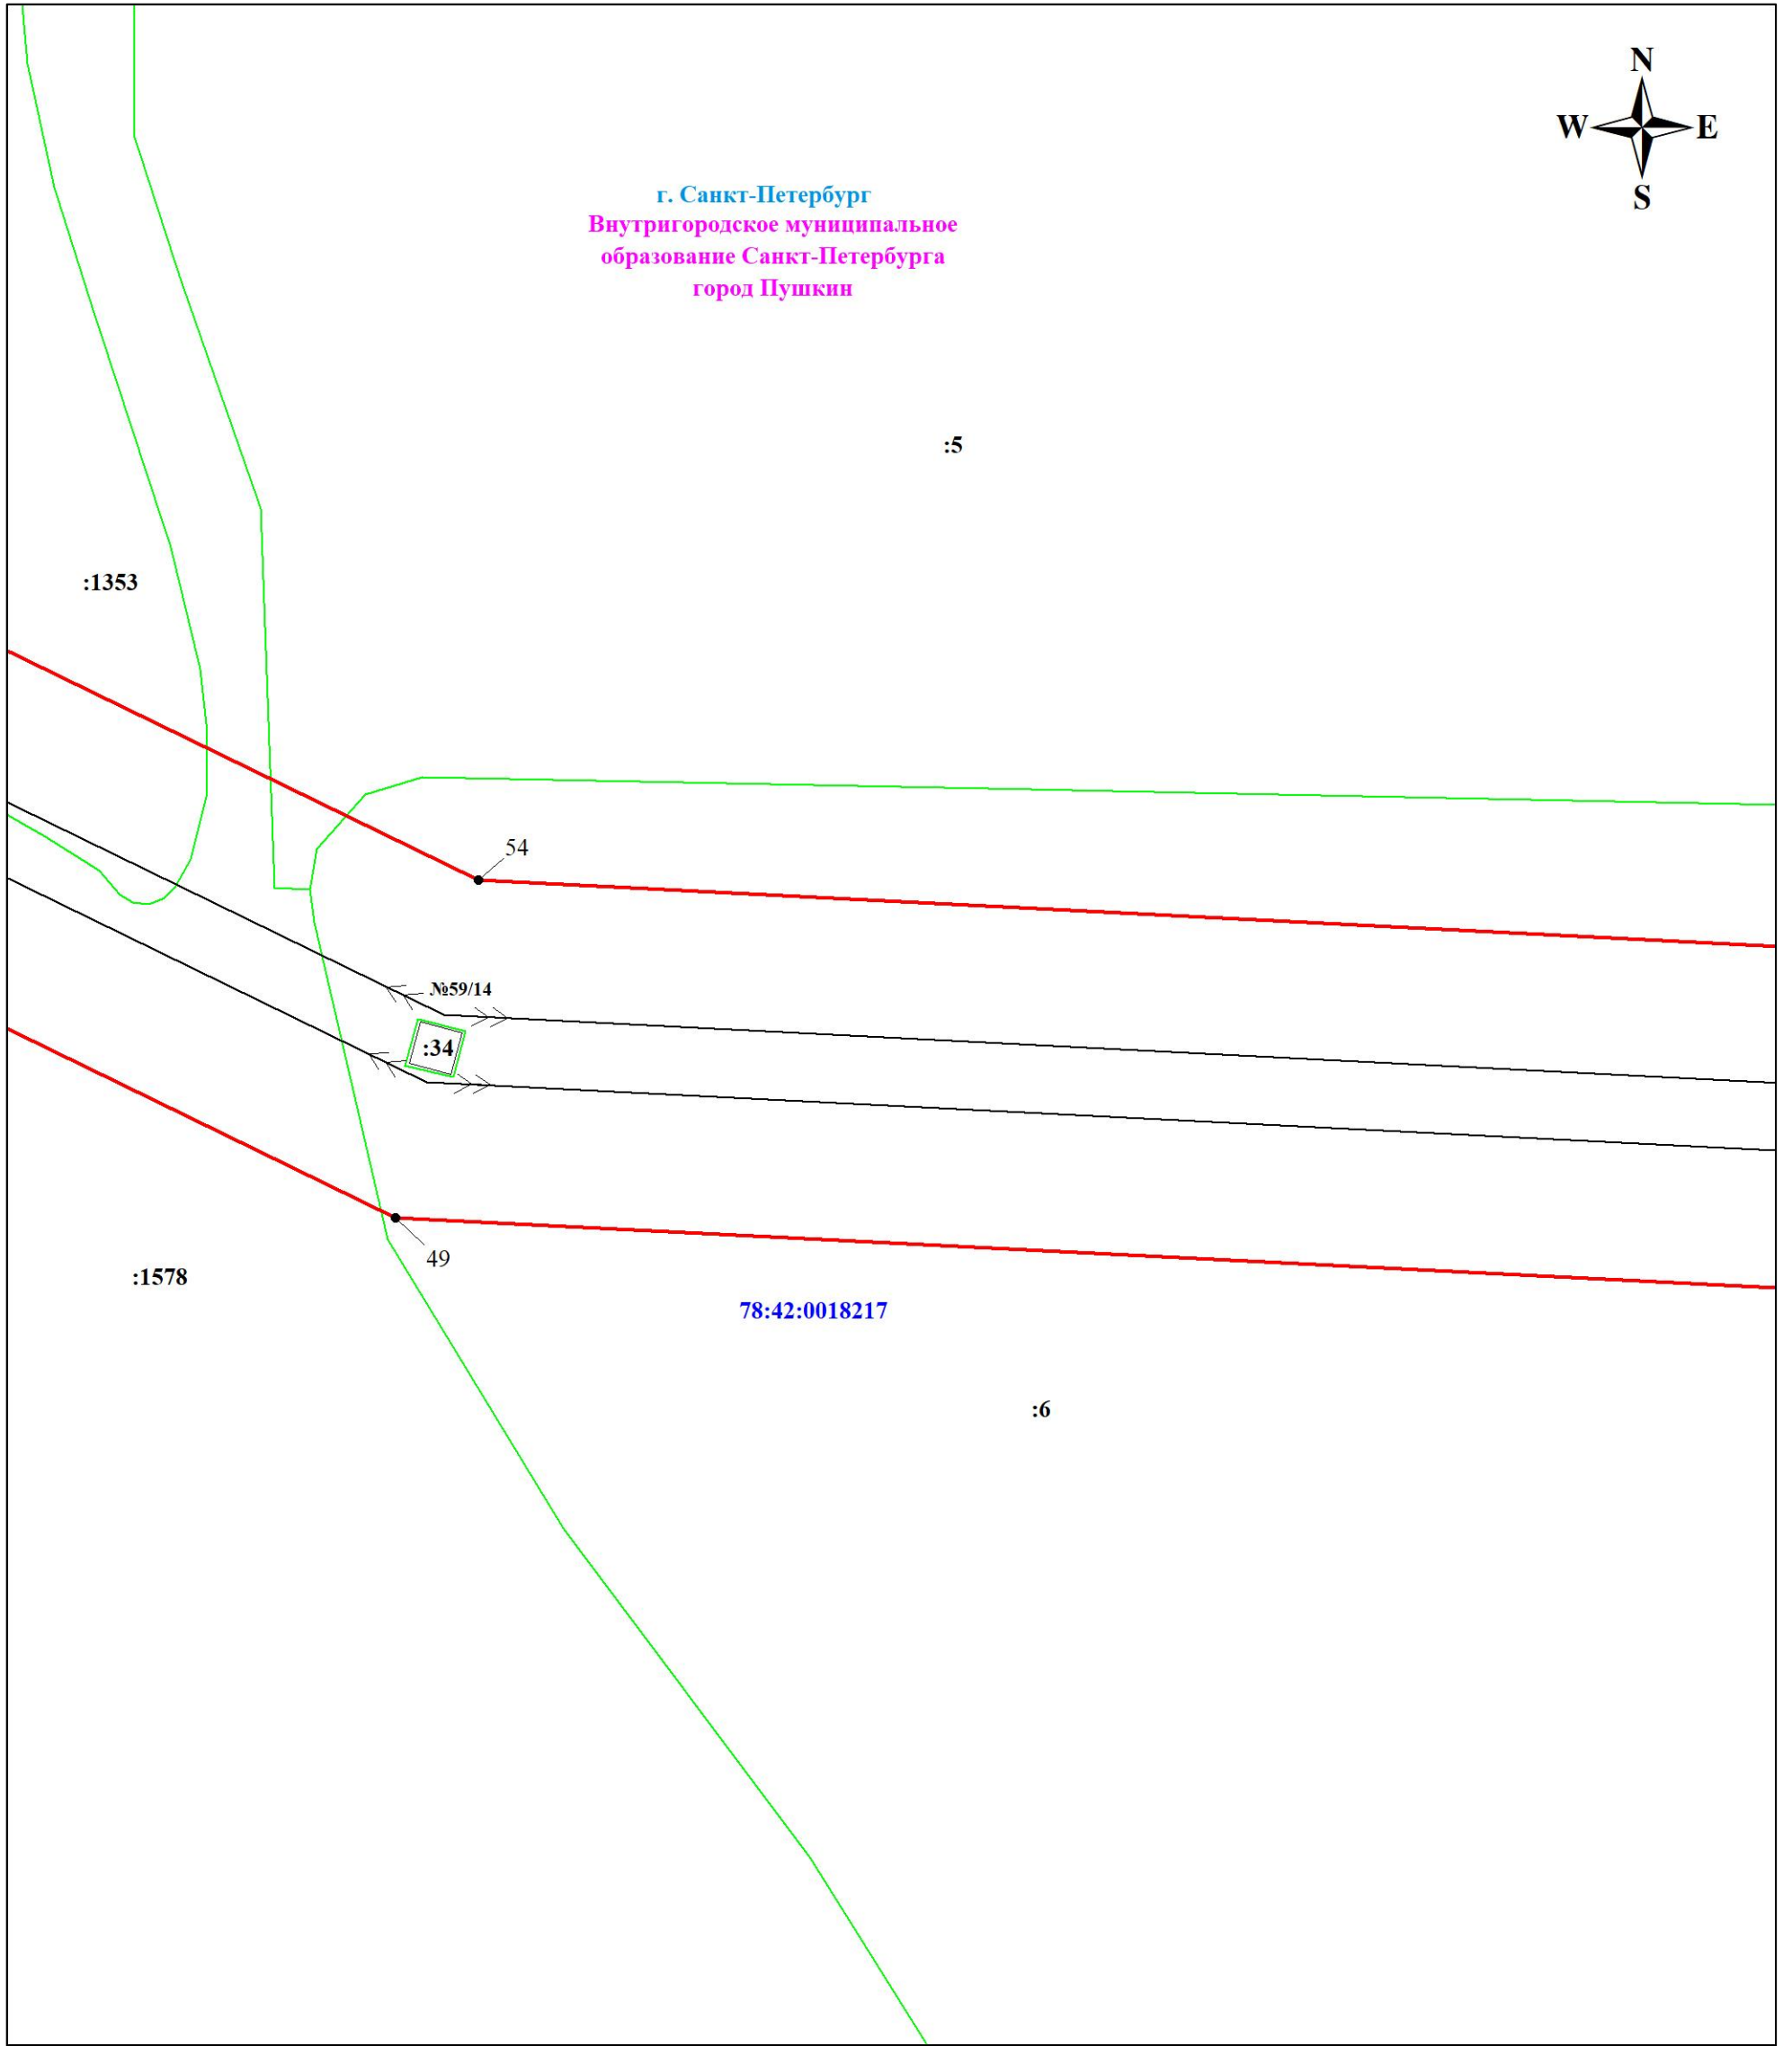 N
W E
S
г. Санкт-Петербург
Внутригородское муниципальное
образование Санкт-Петербурга
город Пушкин
:5
:1353
54
№59/14
:34
49
:1578
78:42:0018217
:6